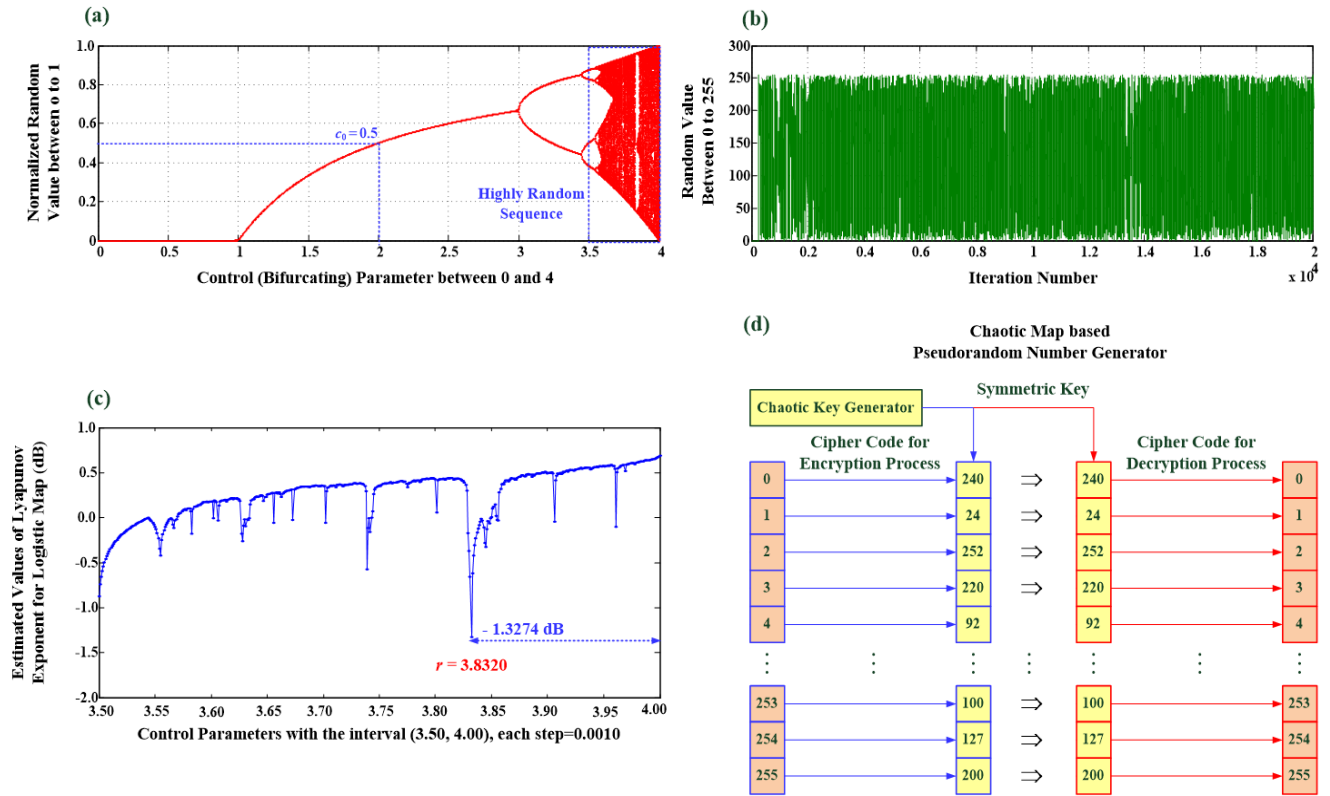 (a)
Normalized Random
Value between 0 to 1
1.0
0.8
0.6
0.4
0.2
0
c0 = 0.5
Highly Random
Sequence
0 0.5 1 1.5 2 2.5 3 3.5 4
Control (Bifurcating) Parameter between 0 and 4
(b)
Random Value
Between 0 to 255
300
250
200
150
100
50
0
0 0.2 0.4 0.6 0.8 1.0 1.2 1.4 1.6 1.8 2.0
Iteration Number
x 10^4
(c)
Estimated Values of Lyapunov
Exponent for Logistic Map (dB)
1.0
0.5
0.0
-0.5
-1.0
-1.5
-2.0
- 1.3274 dB
r = 3.8320
3.50 3.55 3.60 3.65 3.70 3.75 3.80 3.85 3.90 3.95 4.00
Control Parameters with the interval (3.50, 4.00), each step=0.0010
(d)
Chaotic Map based
Pseudorandom Number Generator
Symmetric Key
Chaotic Key Generator
Cipher Code for
Encryption Process
Cipher Code for
Decryption Process
0 240 ⇒ 240 0
1 24 ⇒ 24 1
2 252 ⇒ 252 2
3 220 ⇒ 220 3
4 92 ⇒ 92 4
⋮ ⋮ ⋮ ⋮ ⋮ ⋮ ⋮
253 100 ⇒ 100 253
254 127 ⇒ 127 254
255 200 ⇒ 200 255